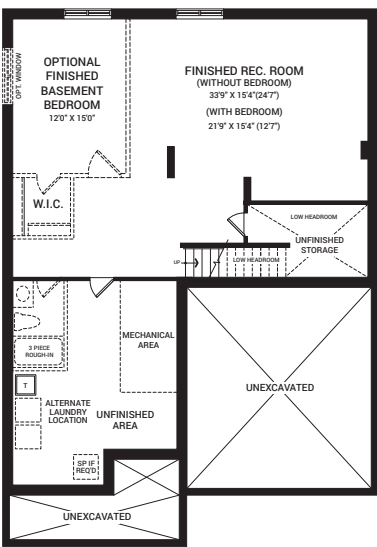 OPT. WINDOW
OPTIONAL
FINISHED
BASEMENT
BEDROOM
12'0" X 15'0"
FINISHED REC. ROOM
(WITHOUT BEDROOM)
33'9" X 15'4"(24'7")
(WITH BEDROOM)
21'9" X 15'4" (12'7")
W.I.C.
LOW HEADROOM
UNFINISHED
STORAGE
UP
LOW HEADROOM
3 PIECE
ROUGH-IN
MECHANICAL
AREA
T
ALTERNATE
LAUNDRY
LOCATION
UNFINISHED
AREA
UNEXCAVATED
SP IF
REQ'D
UNEXCAVATED